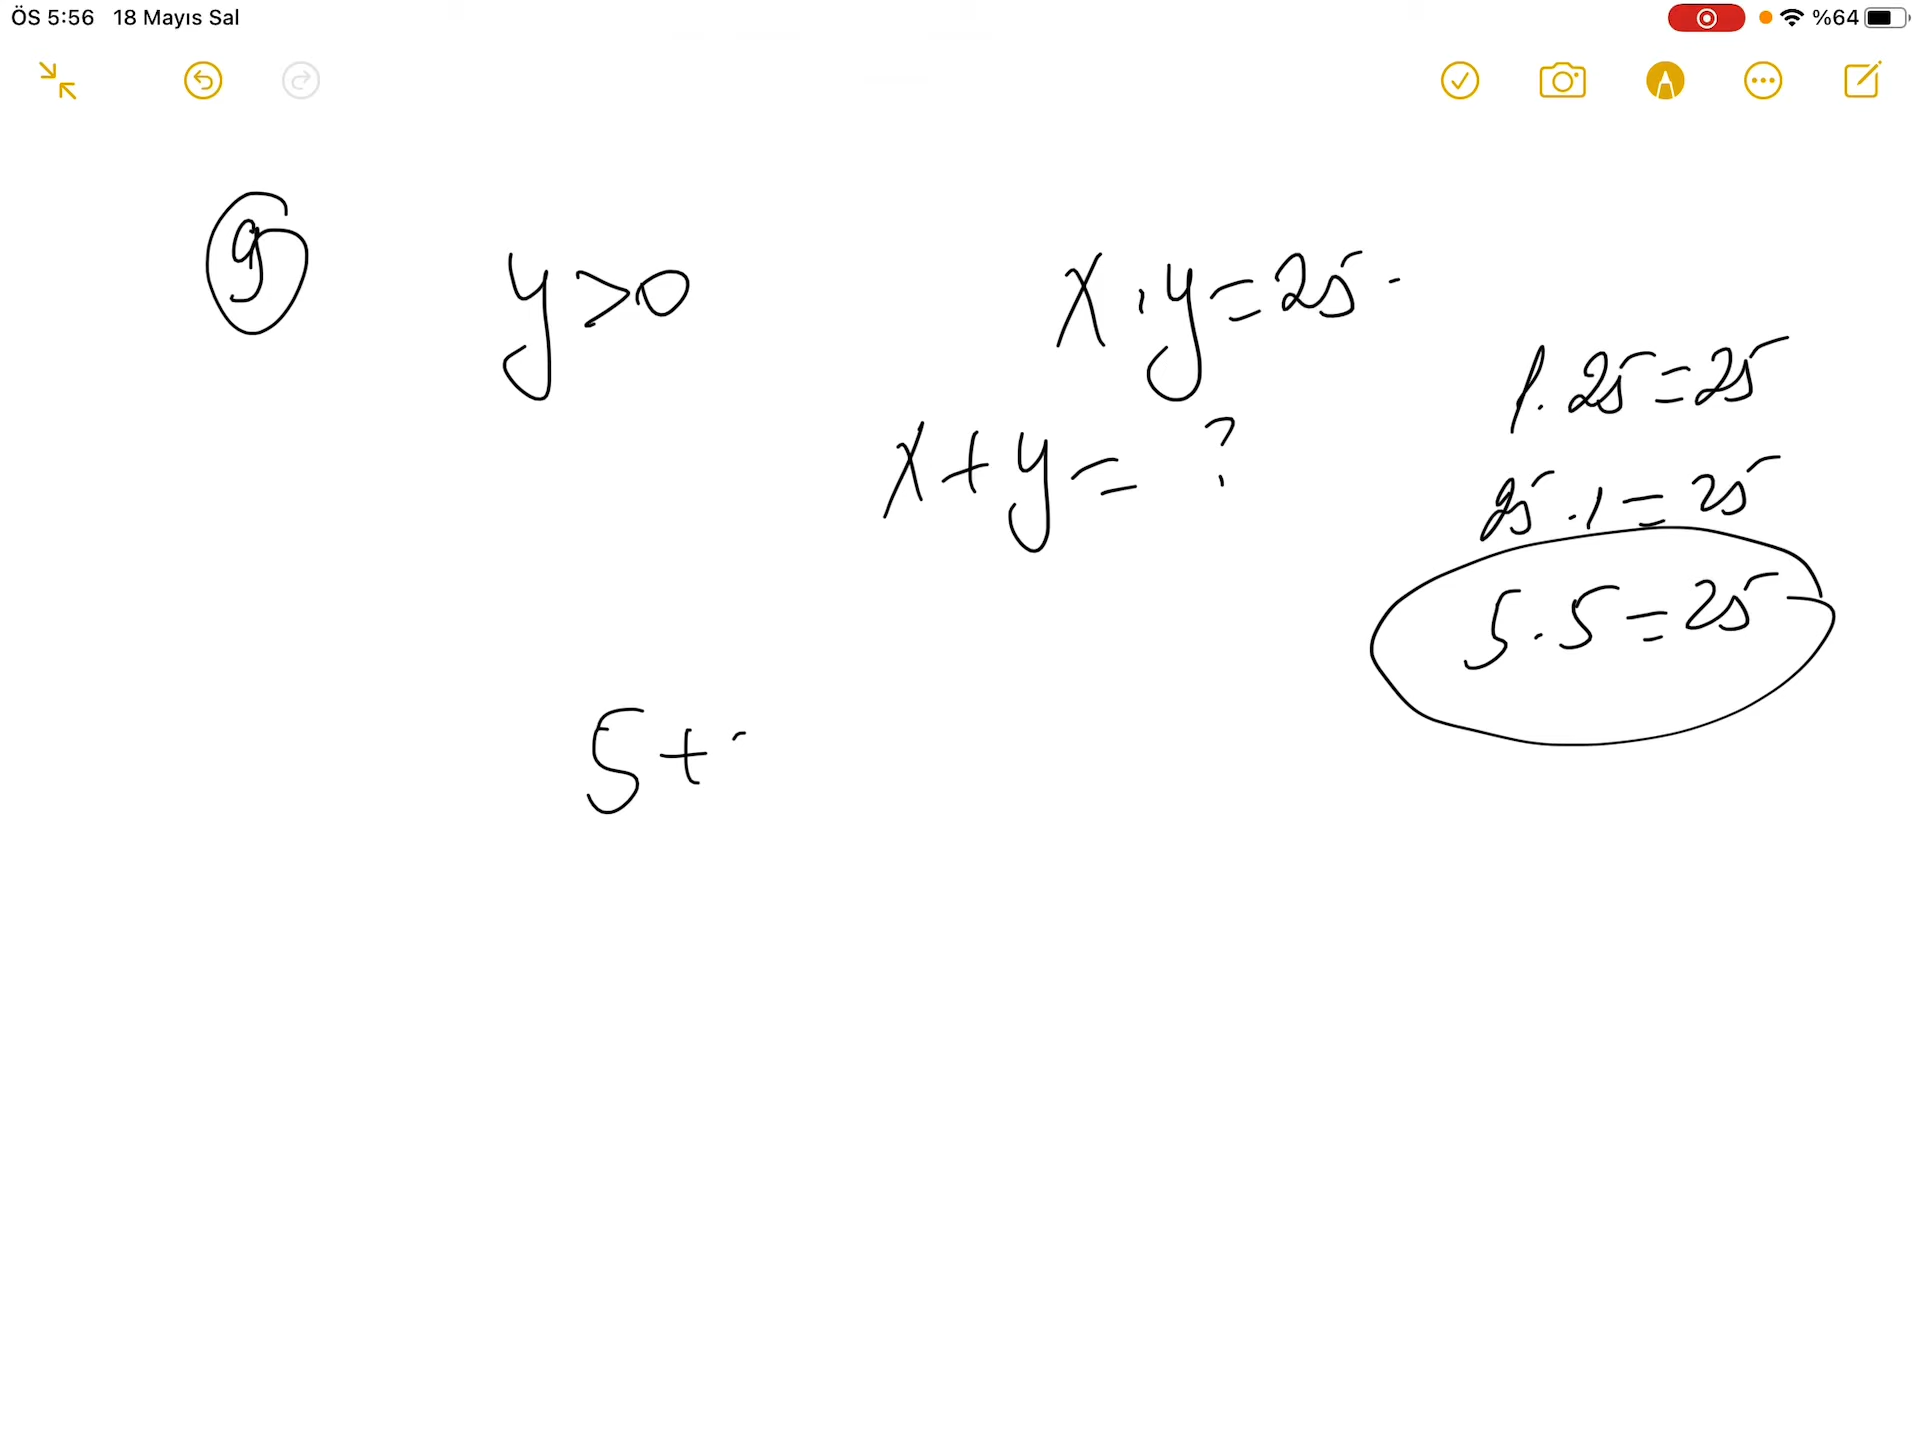 ÖS 5:56 18 Mayıs Sal %64
9
y>0
x.y=25
x+y= ?
1.25=25
25.1=25
5.5=25
5+